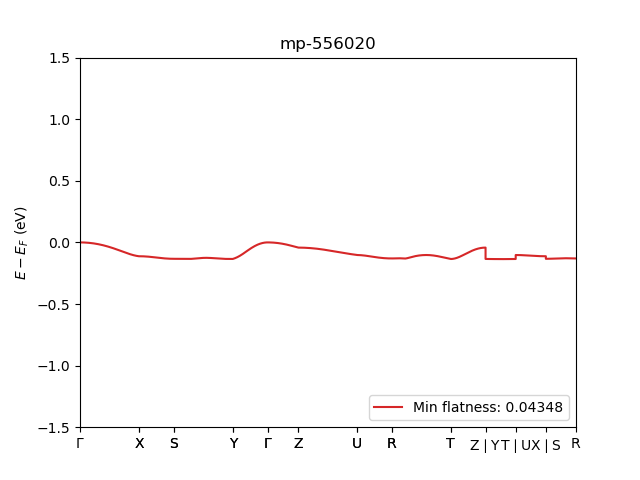 mp-556020
1.5
1.0
0.5
0.0
−0.5
−1.0
−1.5
E − E_F (eV)
Min flatness: 0.04348
Γ X S Y Γ Z U R T Z | Y T | U X | S R